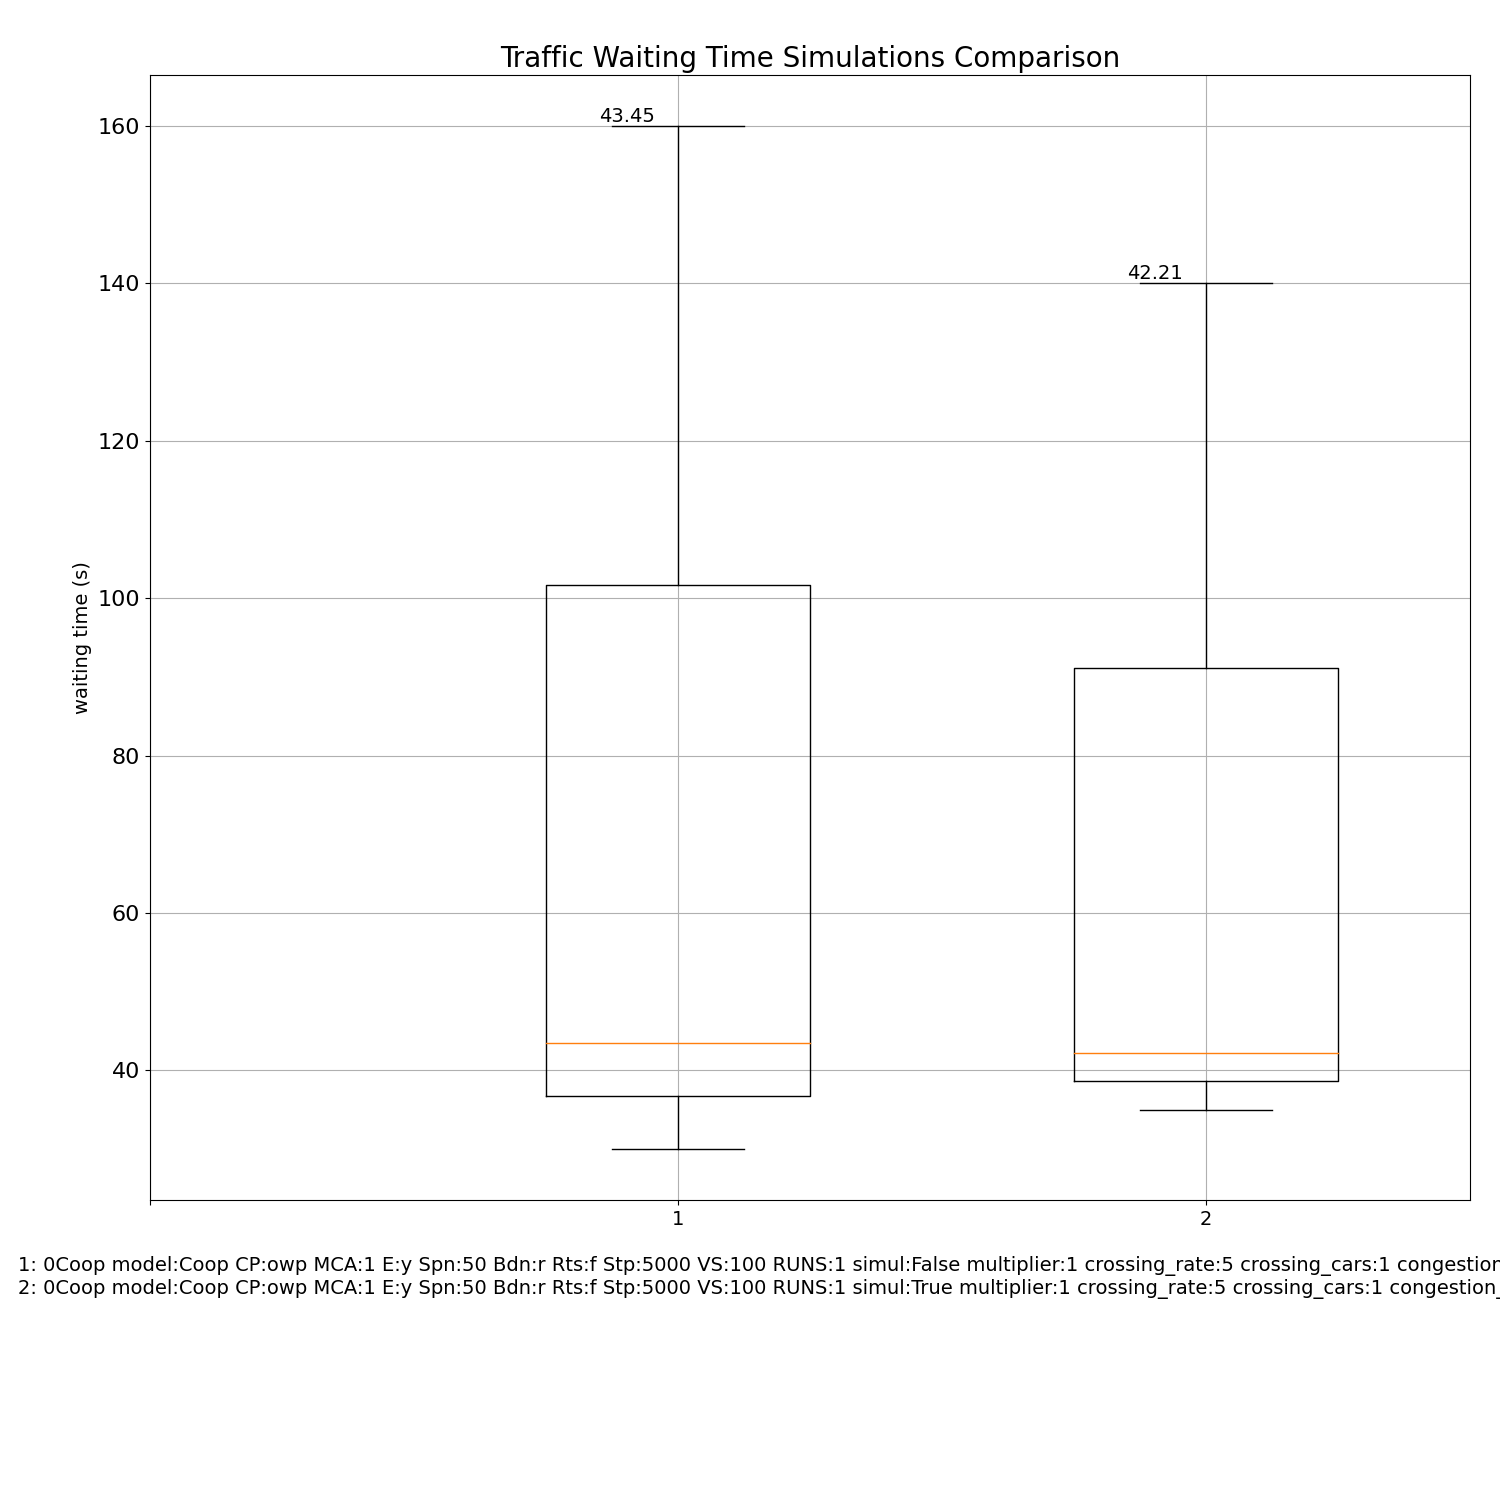 Traffic Waiting Time Simulations Comparison
43.45
160
42.21
140
120
100
80
60
40
waiting time (s)
1 2
1: 0Coop model:Coop CP:owp MCA:1 E:y Spn:50 Bdn:r Rts:f Stp:5000 VS:100 RUNS:1 simul:False multiplier:1 crossing_rate:5 crossing_cars:1 congestion
2: 0Coop model:Coop CP:owp MCA:1 E:y Spn:50 Bdn:r Rts:f Stp:5000 VS:100 RUNS:1 simul:True multiplier:1 crossing_rate:5 crossing_cars:1 congestion_